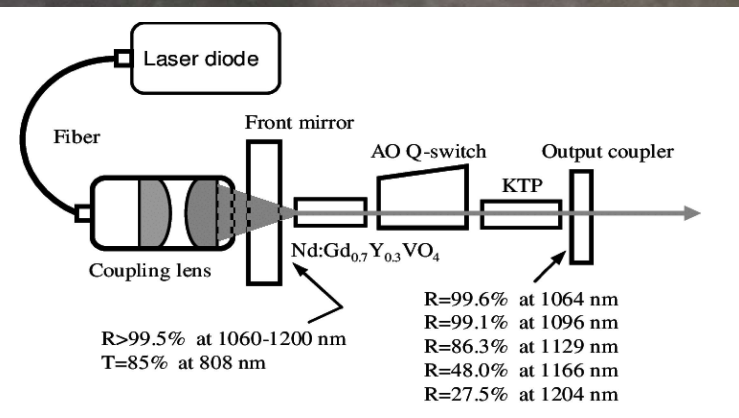 Laser diode
Fiber
Front mirror
AO Q-switch
Output coupler
KTP
Nd:Gd₀.₇Y₀.₃VO₄
Coupling lens
R>99.5% at 1060-1200 nm
T=85% at 808 nm
R=99.6% at 1064 nm
R=99.1% at 1096 nm
R=86.3% at 1129 nm
R=48.0% at 1166 nm
R=27.5% at 1204 nm